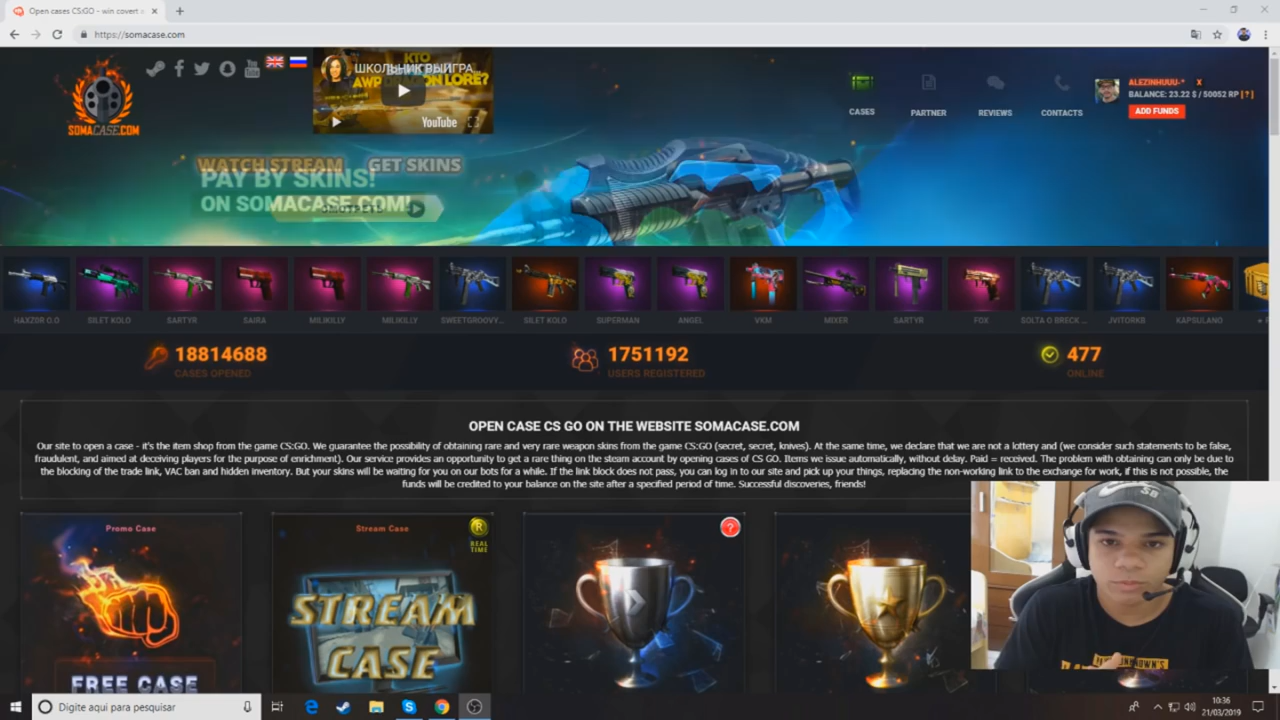 Open cases CS:GO - win covert s
https://somacase.com
SOMACASE.COM
You
Tube
КТО
ШКОЛЬНИК ВЫИГРА
YouTube
CASES
PARTNER
REVIEWS
CONTACTS
ALEZINHUUU-* X
BALANCE: 23.22 $ / 50052 RP [ ? ]
ADD FUNDS
WATCH STREAM GET SKINS
PAY BY SKINS!
ON SOMACASE.COM!
HAXZOR O.O
SILET KOLO
SARTYR
SAIRA
MILIKILLY
MILIKILLY
SWEETGROOVY...
SILET KOLO
SUPERMAN
ANGEL
VKM
MIXER
SARTYR
FOX
SOLTA O BRECK ...
JVITORKB
KAPSULANO
18814688
CASES OPENED
1751192
USERS REGISTERED
477
ONLINE
OPEN CASE CS GO ON THE WEBSITE SOMACASE.COM
Our site to open a case - it's the item shop from the game CS:GO. We guarantee the possibility of obtaining rare and very rare weapon skins from the game CS:GO (secret, secret, knives). At the same time, we declare that we are not a lottery and (we consider such statements to be false,
fraudulent, and aimed at deceiving players for the purpose of enrichment). Our service provides an opportunity to get a rare thing on the steam account by opening cases of CS GO. Items we issue automatically, without delay. Paid = received. The problem with obtaining can only be due to
the blocking of the trade link, VAC ban and hidden inventory. But your skins will be waiting for you on our bots for a while. If the link block does not pass, you can log in to our site and pick up your things, replacing the non-working link to the exchange for work, if this is not possible, the
funds will be credited to your balance on the site after a specified period of time. Successful discoveries, friends!
Promo Case
FREE CASE
Stream Case
R
REAL
TIME
STREAM
CASE
?
SB
Digite aqui para pesquisar
10:36
21/03/2019